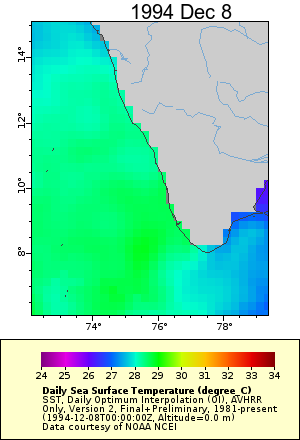 1994 Dec 8
14°
12°
10°
8°
74°
76°
78°
24 25 26 27 28 29 30 31 32 33 34
Daily Sea Surface Temperature (degree_C)
SST, Daily Optimum Interpolation (OI), AVHRR
Only, Version 2, Final+Preliminary, 1981-present
(1994-12-08T00:00:00Z, Altitude=0.0 m)
Data courtesy of NOAA NCEI